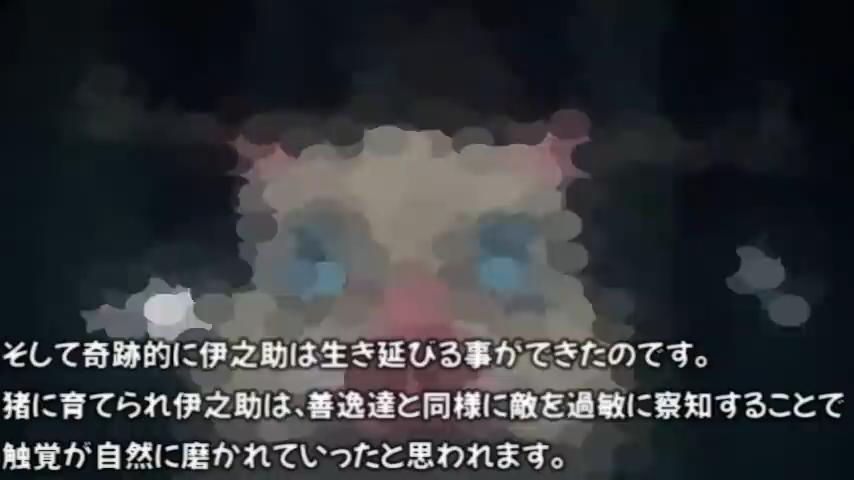 そして奇跡的に伊之助は生き延びる事ができたのです。
猪に育てられ伊之助は、善逸達と同様に敵を過敏に察知することで
触覚が自然に磨かれていったと思われます。